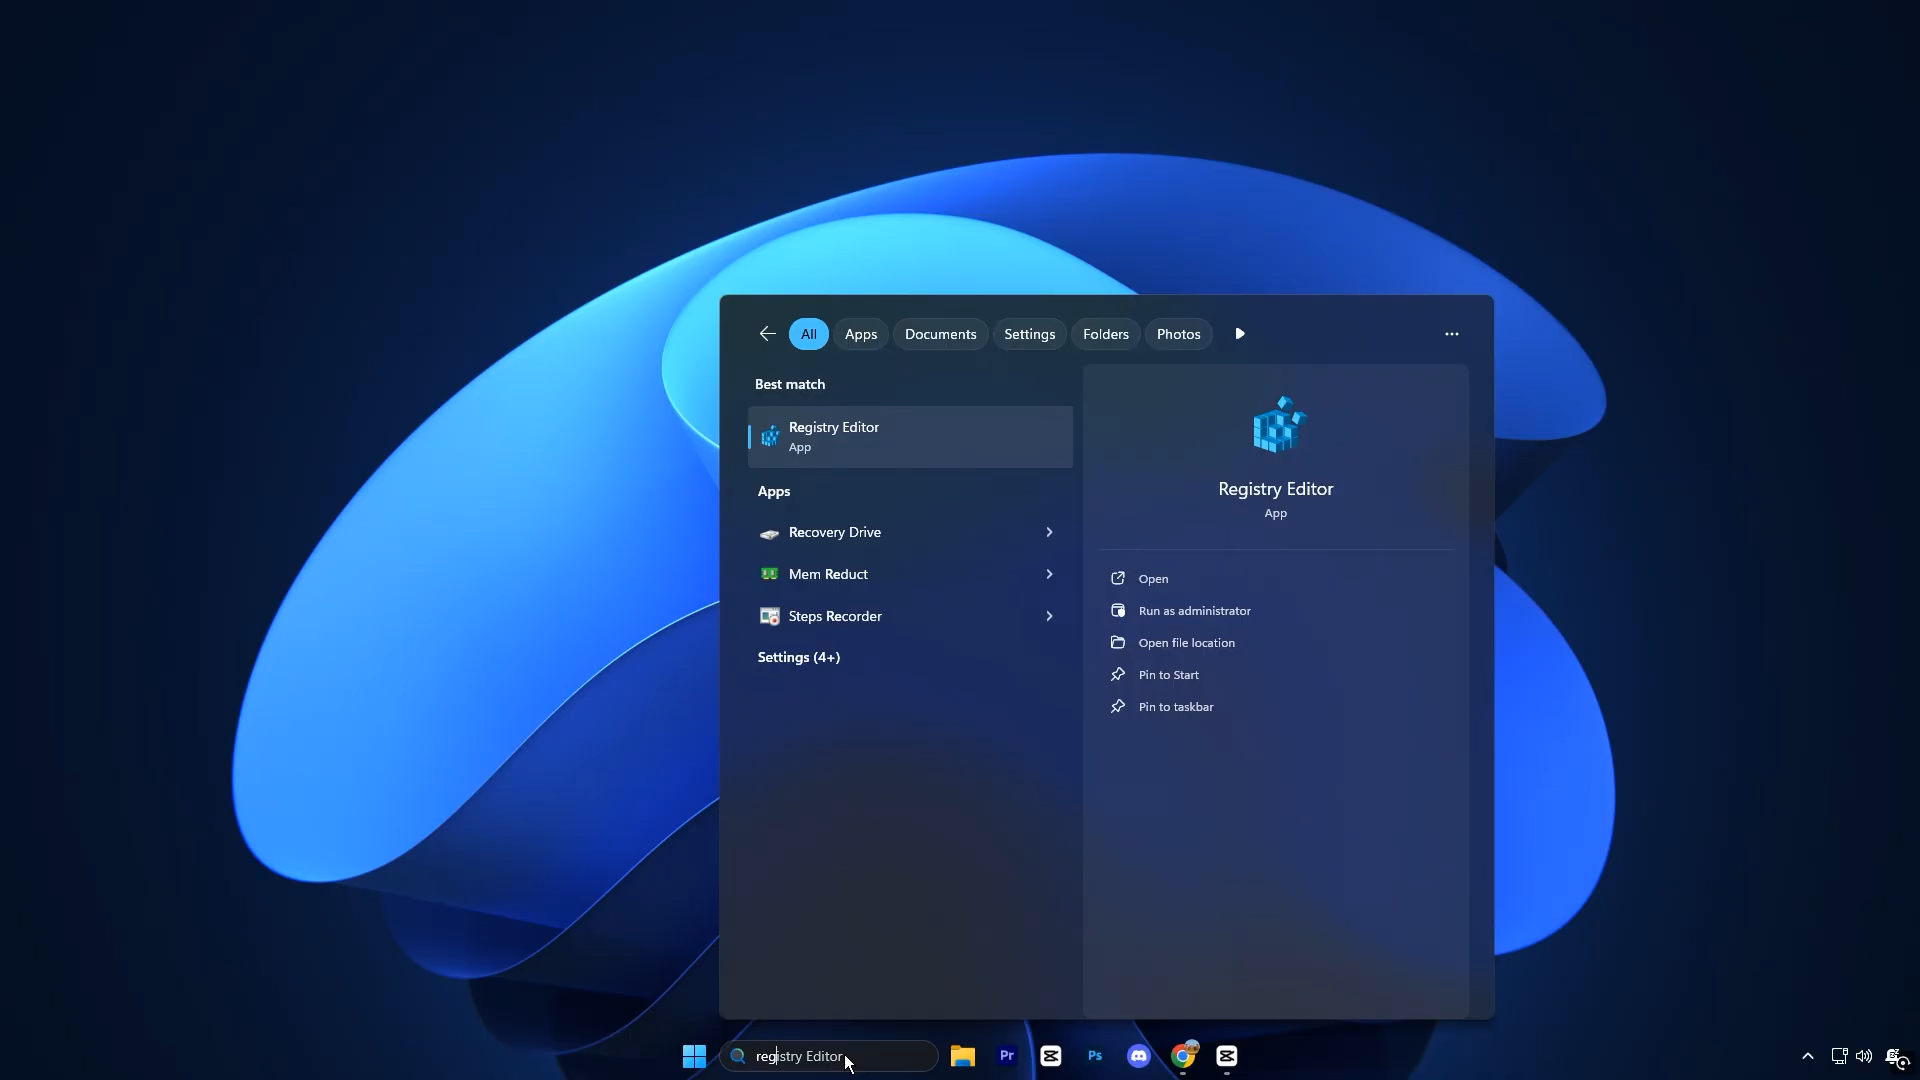 All
Apps
Documents
Settings
Folders
Photos
Best match
Registry Editor
App
Apps
Recovery Drive
Mem Reduct
Steps Recorder
Settings (4+)
Registry Editor
App
Open
Run as administrator
Open file location
Pin to Start
Pin to taskbar
registry Editor
Pr
Ps